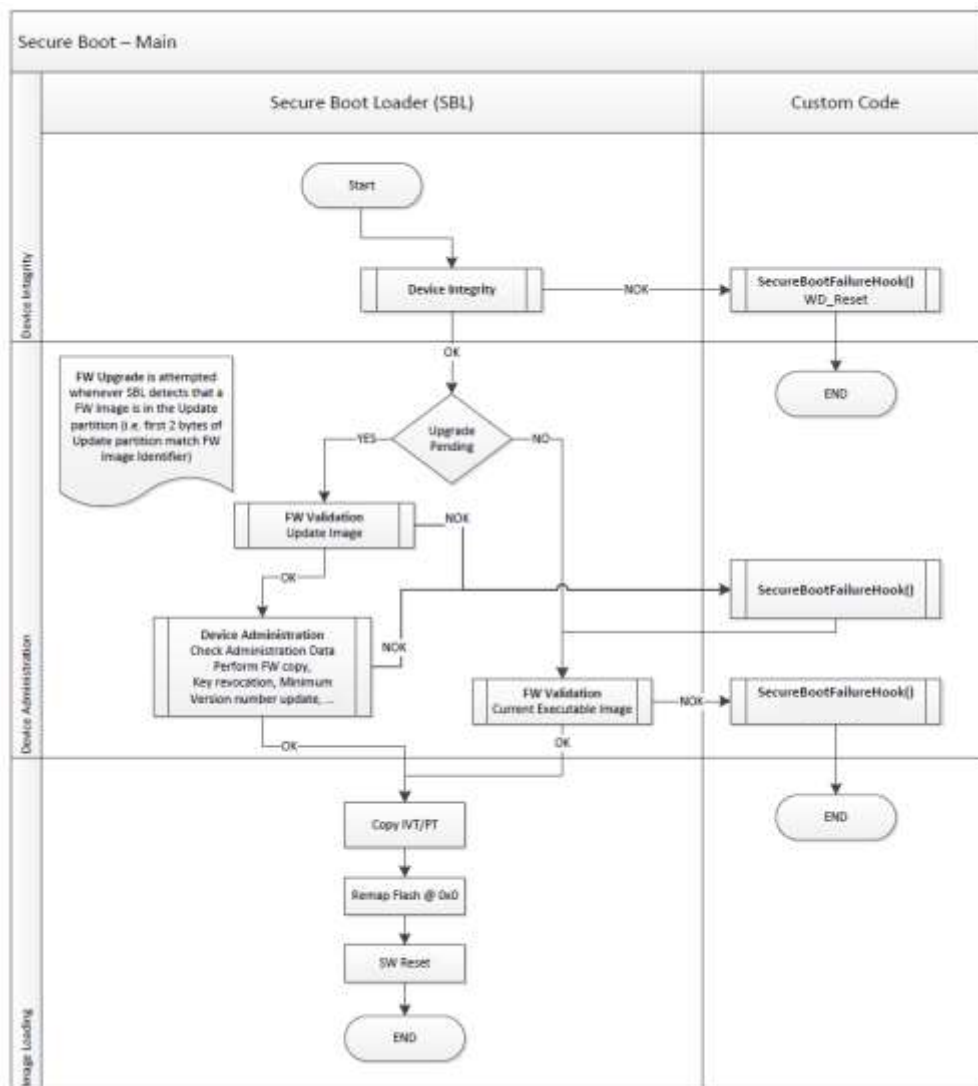 Secure Boot – Main
Secure Boot Loader (SBL)
Custom Code
Device Integrity
Start
Device Integrity
NOK
SecureBootFailureHook()
WD_Reset
OK
END
Device Administration
FW Upgrade is attempted
whenever SBL detects that a
FW Image is in the Update
partition (i.e. first 2 bytes of
Update partition match FW
Image Identifier)
Upgrade
Pending
YES
NO
FW Validation
Update Image
NOK
OK
SecureBootFailureHook()
Device Administration
Check Administration Data
Perform FW copy,
Key revocation, Minimum
Version number update, ...
NOK
FW Validation
Current Executable Image
NOK
SecureBootFailureHook()
OK
OK
END
Image Loading
Copy IVT/PT
Remap Flash @ 0x0
SW Reset
END